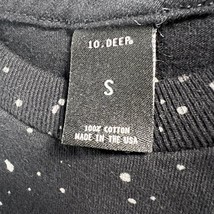 10.DEEP®
S
100% COTTON
MADE IN THE USA